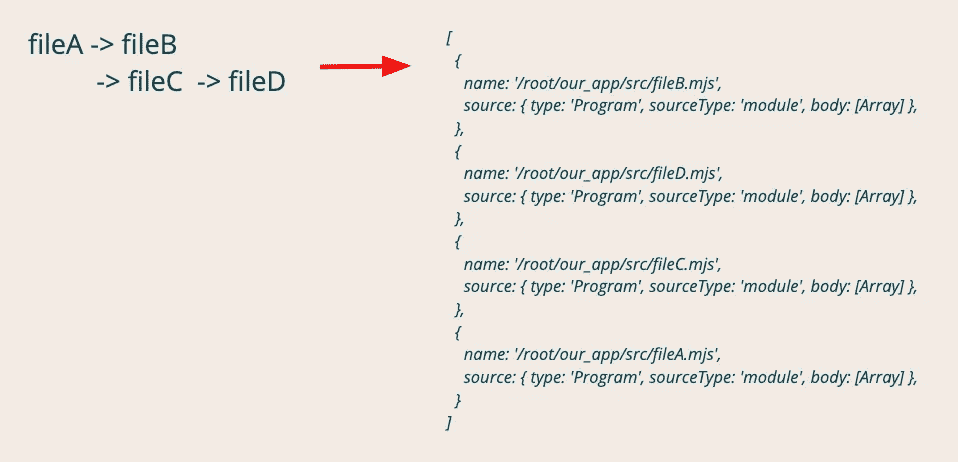 fileA -> fileB
-> fileC -> fileD
[
{
name: '/root/our_app/src/fileB.mjs',
source: { type: 'Program', sourceType: 'module', body: [Array] },
},
{
name: '/root/our_app/src/fileD.mjs',
source: { type: 'Program', sourceType: 'module', body: [Array] },
},
{
name: '/root/our_app/src/fileC.mjs',
source: { type: 'Program', sourceType: 'module', body: [Array] },
},
{
name: '/root/our_app/src/fileA.mjs',
source: { type: 'Program', sourceType: 'module', body: [Array] },
}
]